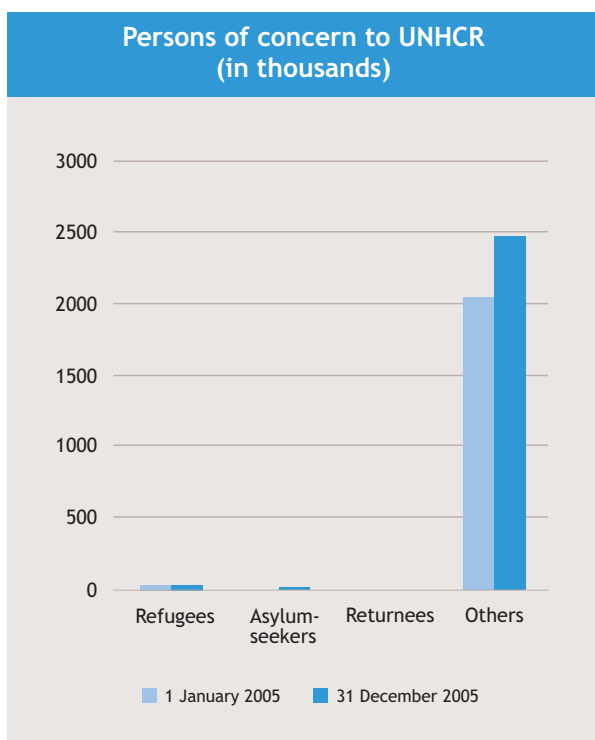 Persons of concern to UNHCR
(in thousands)
3000
2500
2000
1500
1000
500
0
Refugees
Asylum-
seekers
Returnees
Others
1 January 2005
31 December 2005